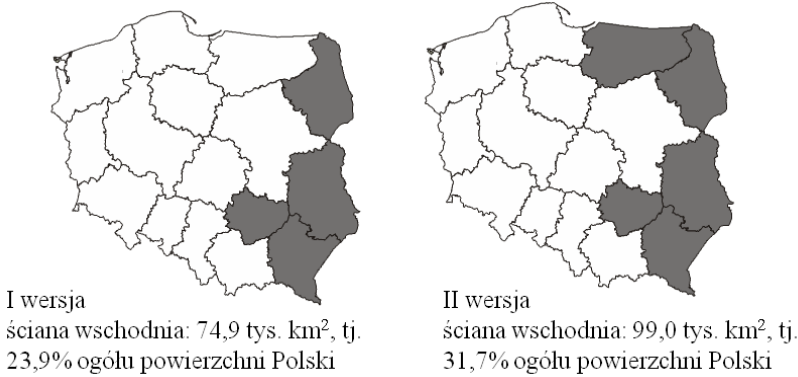 I wersja
ściana wschodnia: 74,9 tys. km², tj.
23,9% ogółu powierzchni Polski
II wersja
ściana wschodnia: 99,0 tys. km², tj.
31,7% ogółu powierzchni Polski